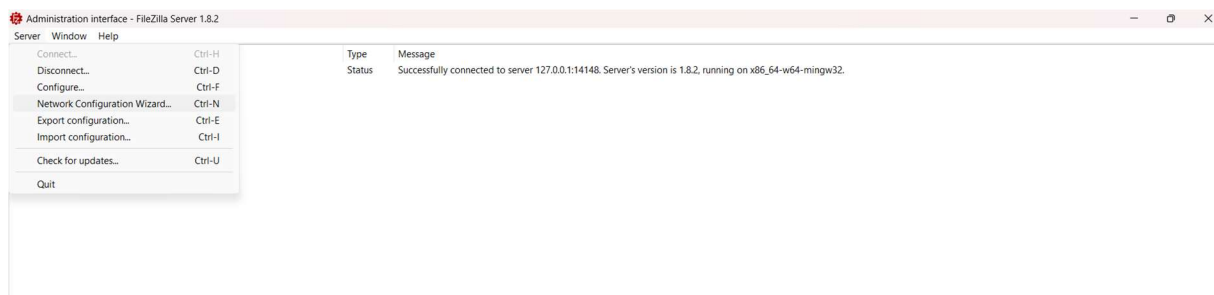 Administration interface - FileZilla Server 1.8.2
Server Window Help
Connect... Ctrl-H
Type Message
Disconnect... Ctrl-D
Status Successfully connected to server 127.0.0.1:14148. Server's version is 1.8.2, running on x86_64-w64-mingw32.
Configure... Ctrl-F
Network Configuration Wizard... Ctrl-N
Export configuration... Ctrl-E
Import configuration... Ctrl-I
Check for updates... Ctrl-U
Quit